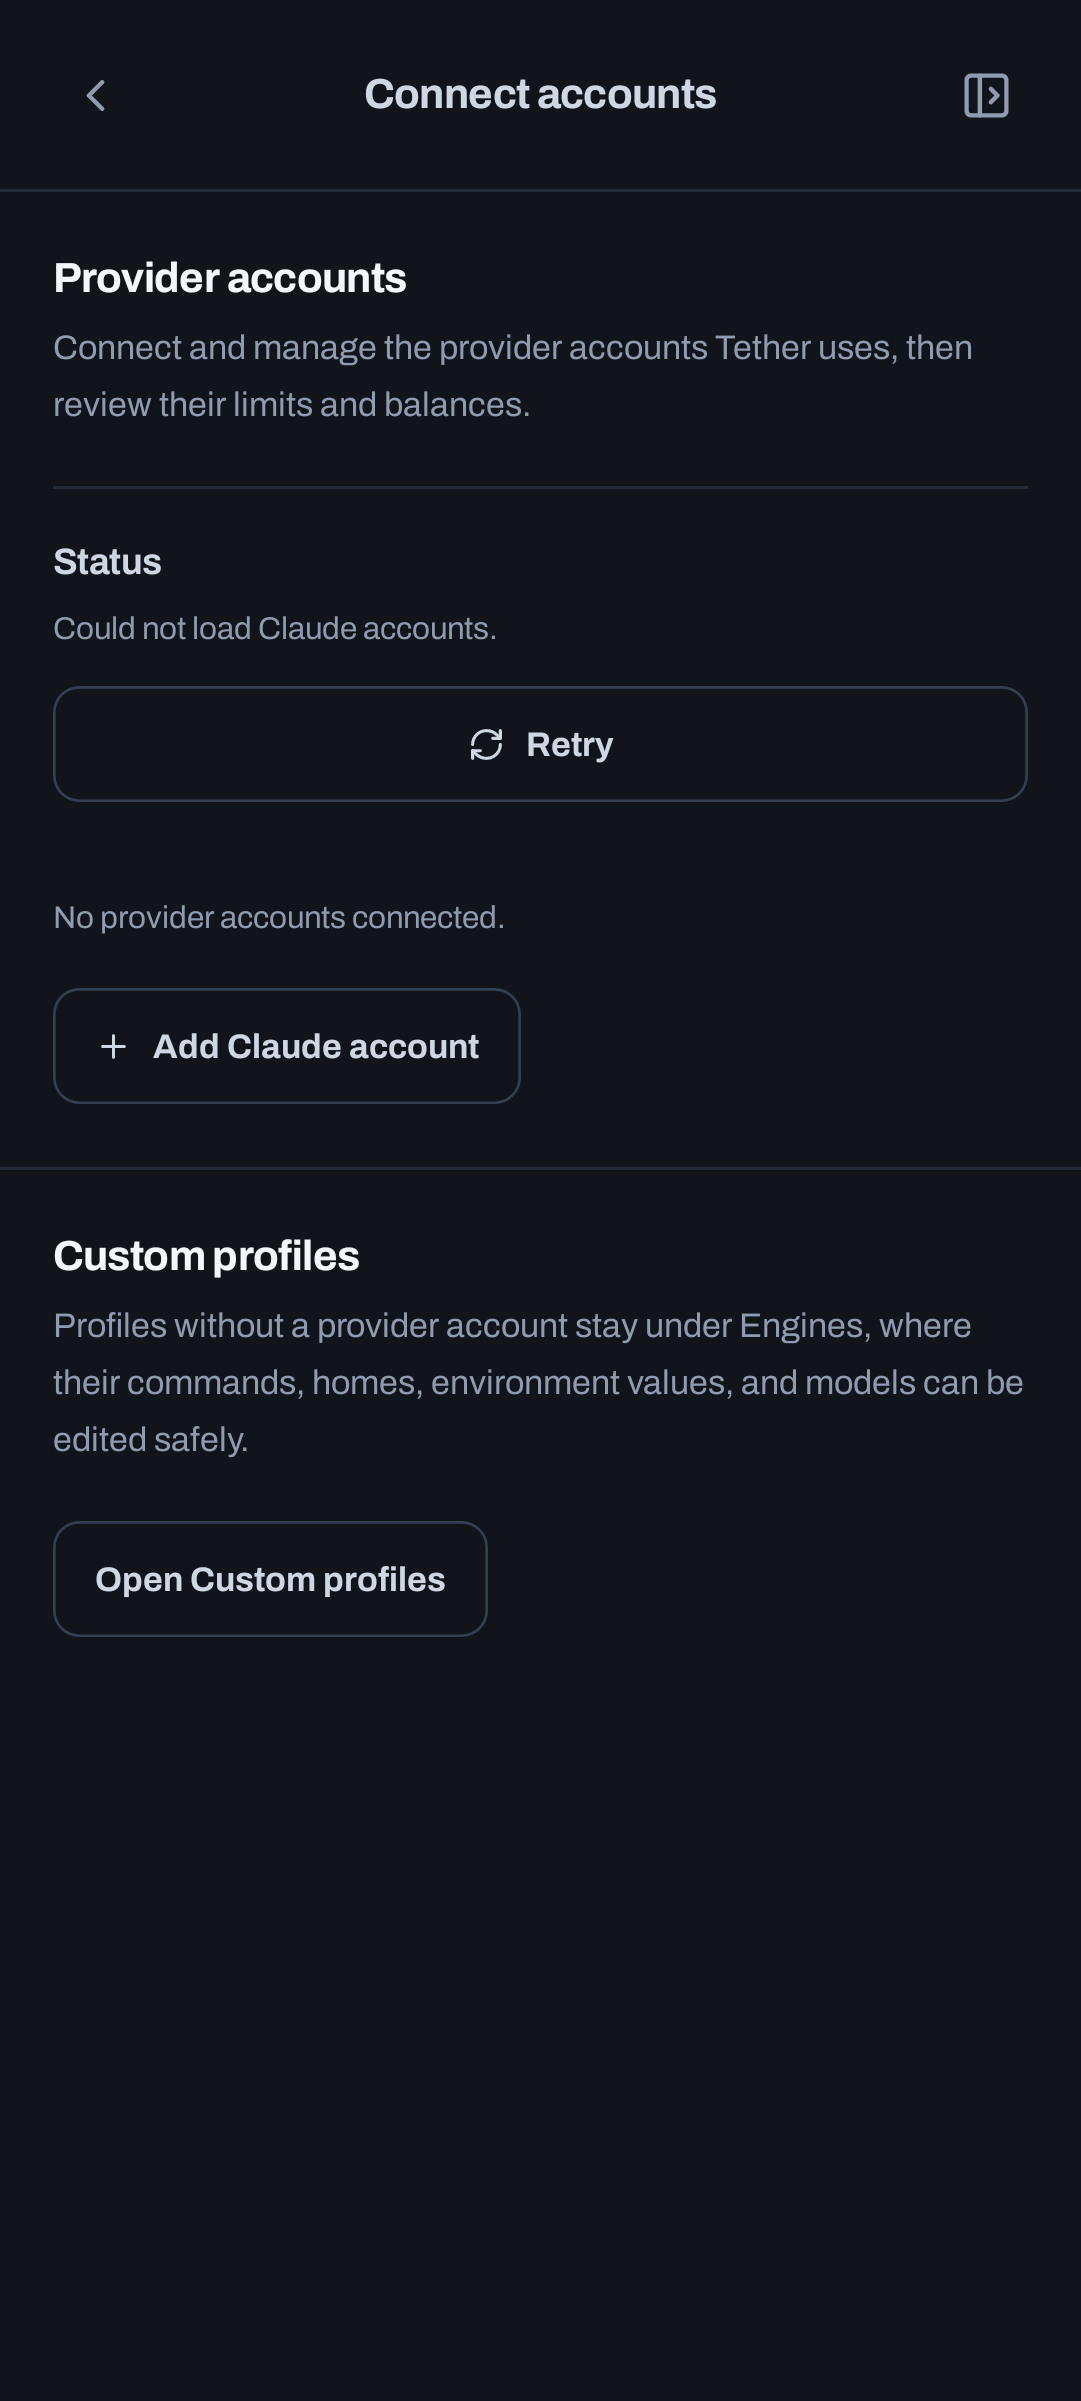 Connect accounts
Provider accounts
Connect and manage the provider accounts Tether uses, then
review their limits and balances.
Status
Could not load Claude accounts.
Retry
No provider accounts connected.
Add Claude account
Custom profiles
Profiles without a provider account stay under Engines, where
their commands, homes, environment values, and models can be
edited safely.
Open Custom profiles